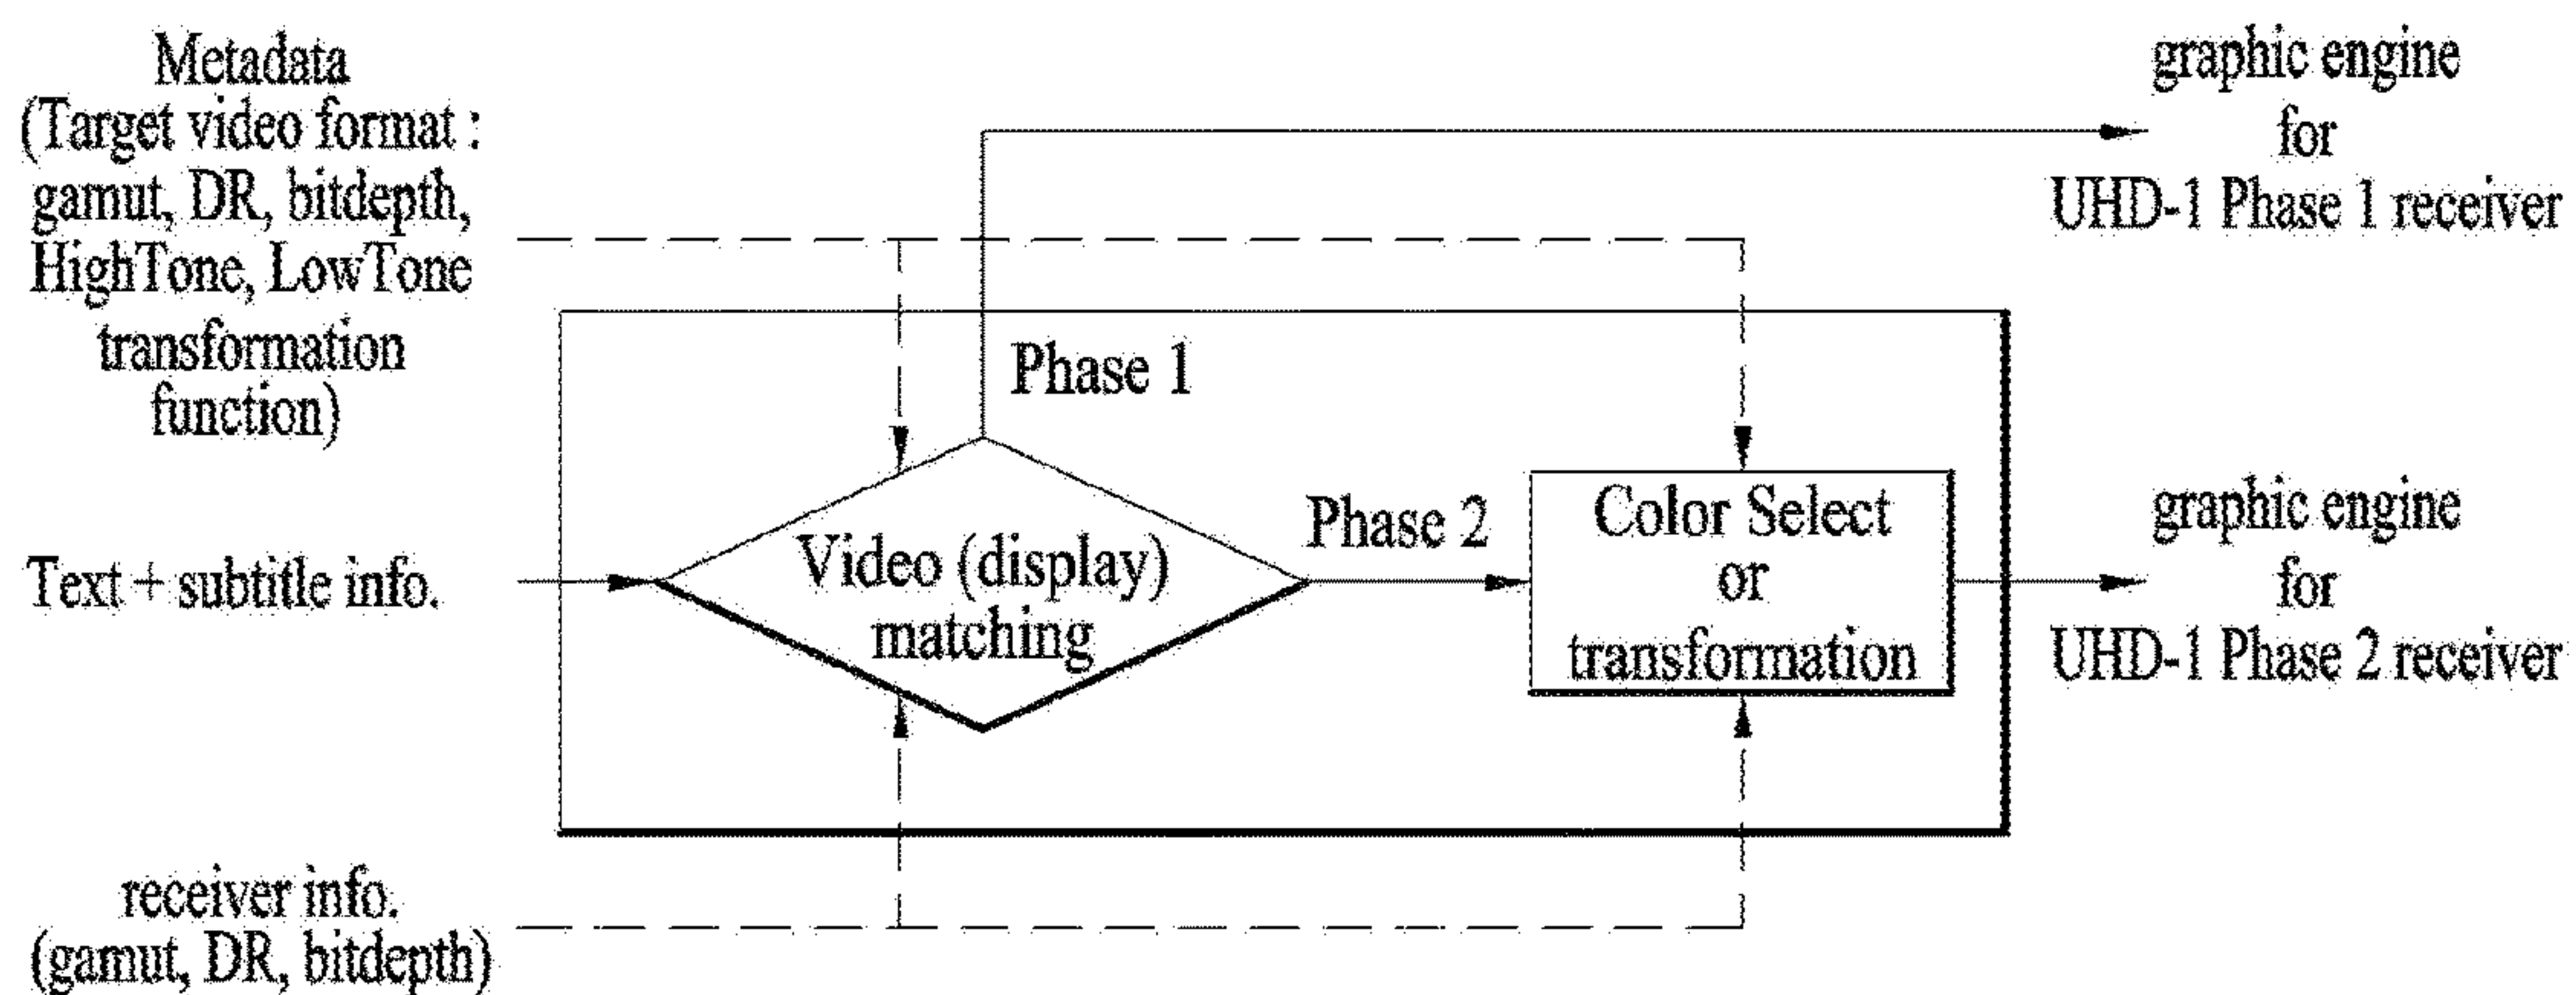 Metadata
(Target video format :
gamut, DR, bitdepth,
HighTone, LowTone
transformation
function)
Text + subtitle info.
receiver info.
(gamut, DR, bitdepth)
Phase 1
Video (display)
matching
Phase 2
Color Select
or
transformation
graphic engine
for
UHD-1 Phase 1 receiver
graphic engine
for
UHD-1 Phase 2 receiver